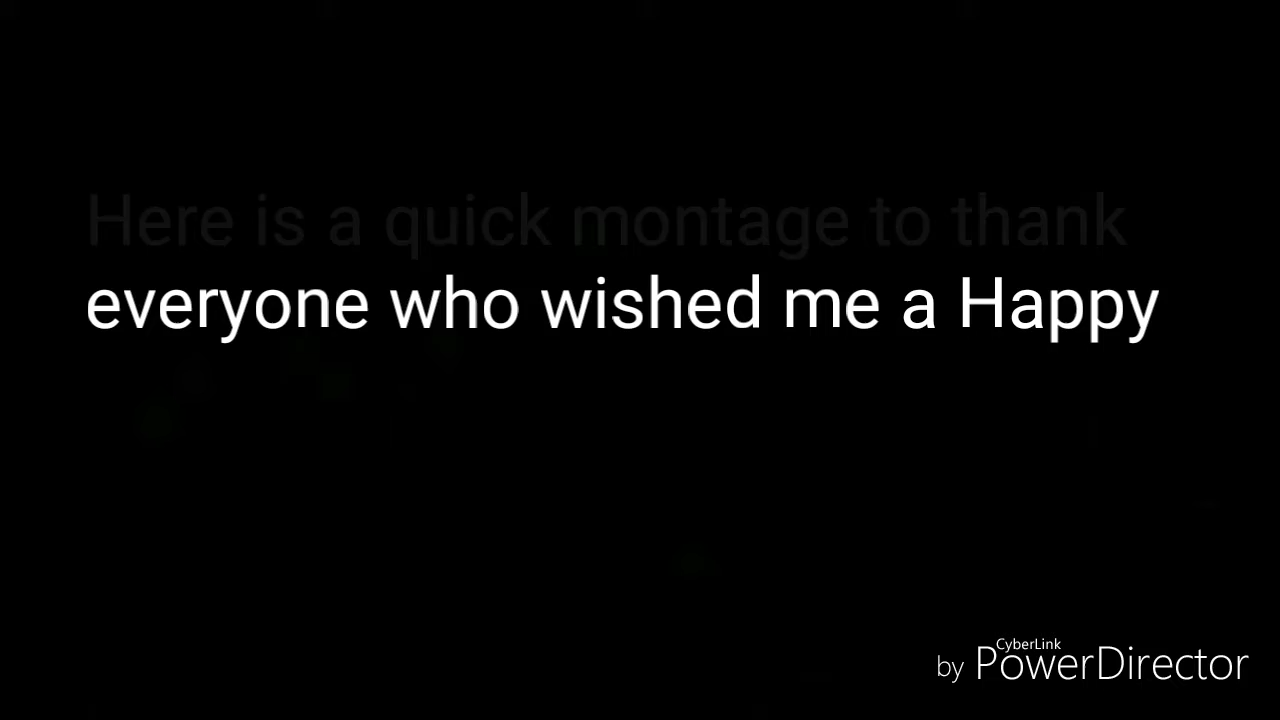 Here is a quick montage to thank
everyone who wished me a Happy
CyberLink
by PowerDirector